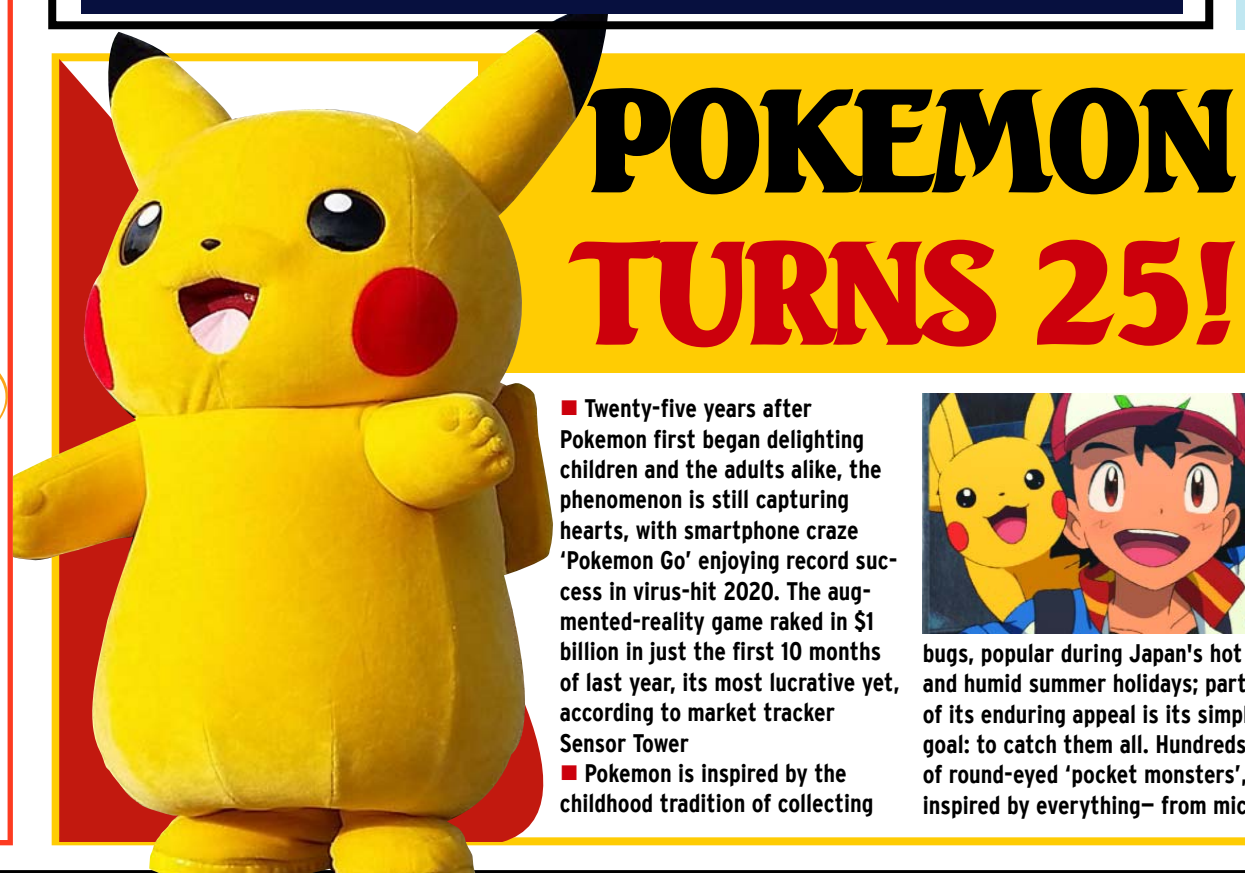 POKEMON
TURNS 25!
■ Twenty-five years after
Pokemon first began delighting
children and the adults alike, the
phenomenon is still capturing
hearts, with smartphone craze
‘Pokemon Go’ enjoying record suc-
cess in virus-hit 2020. The aug-
mented-reality game raked in $1
billion in just the first 10 months
of last year, its most lucrative yet,
according to market tracker
Sensor Tower
■ Pokemon is inspired by the
childhood tradition of collecting
bugs, popular during Japan's hot
and humid summer holidays; part
of its enduring appeal is its simpl
goal: to catch them all. Hundreds
of round-eyed ‘pocket monsters’,
inspired by everything— from mic